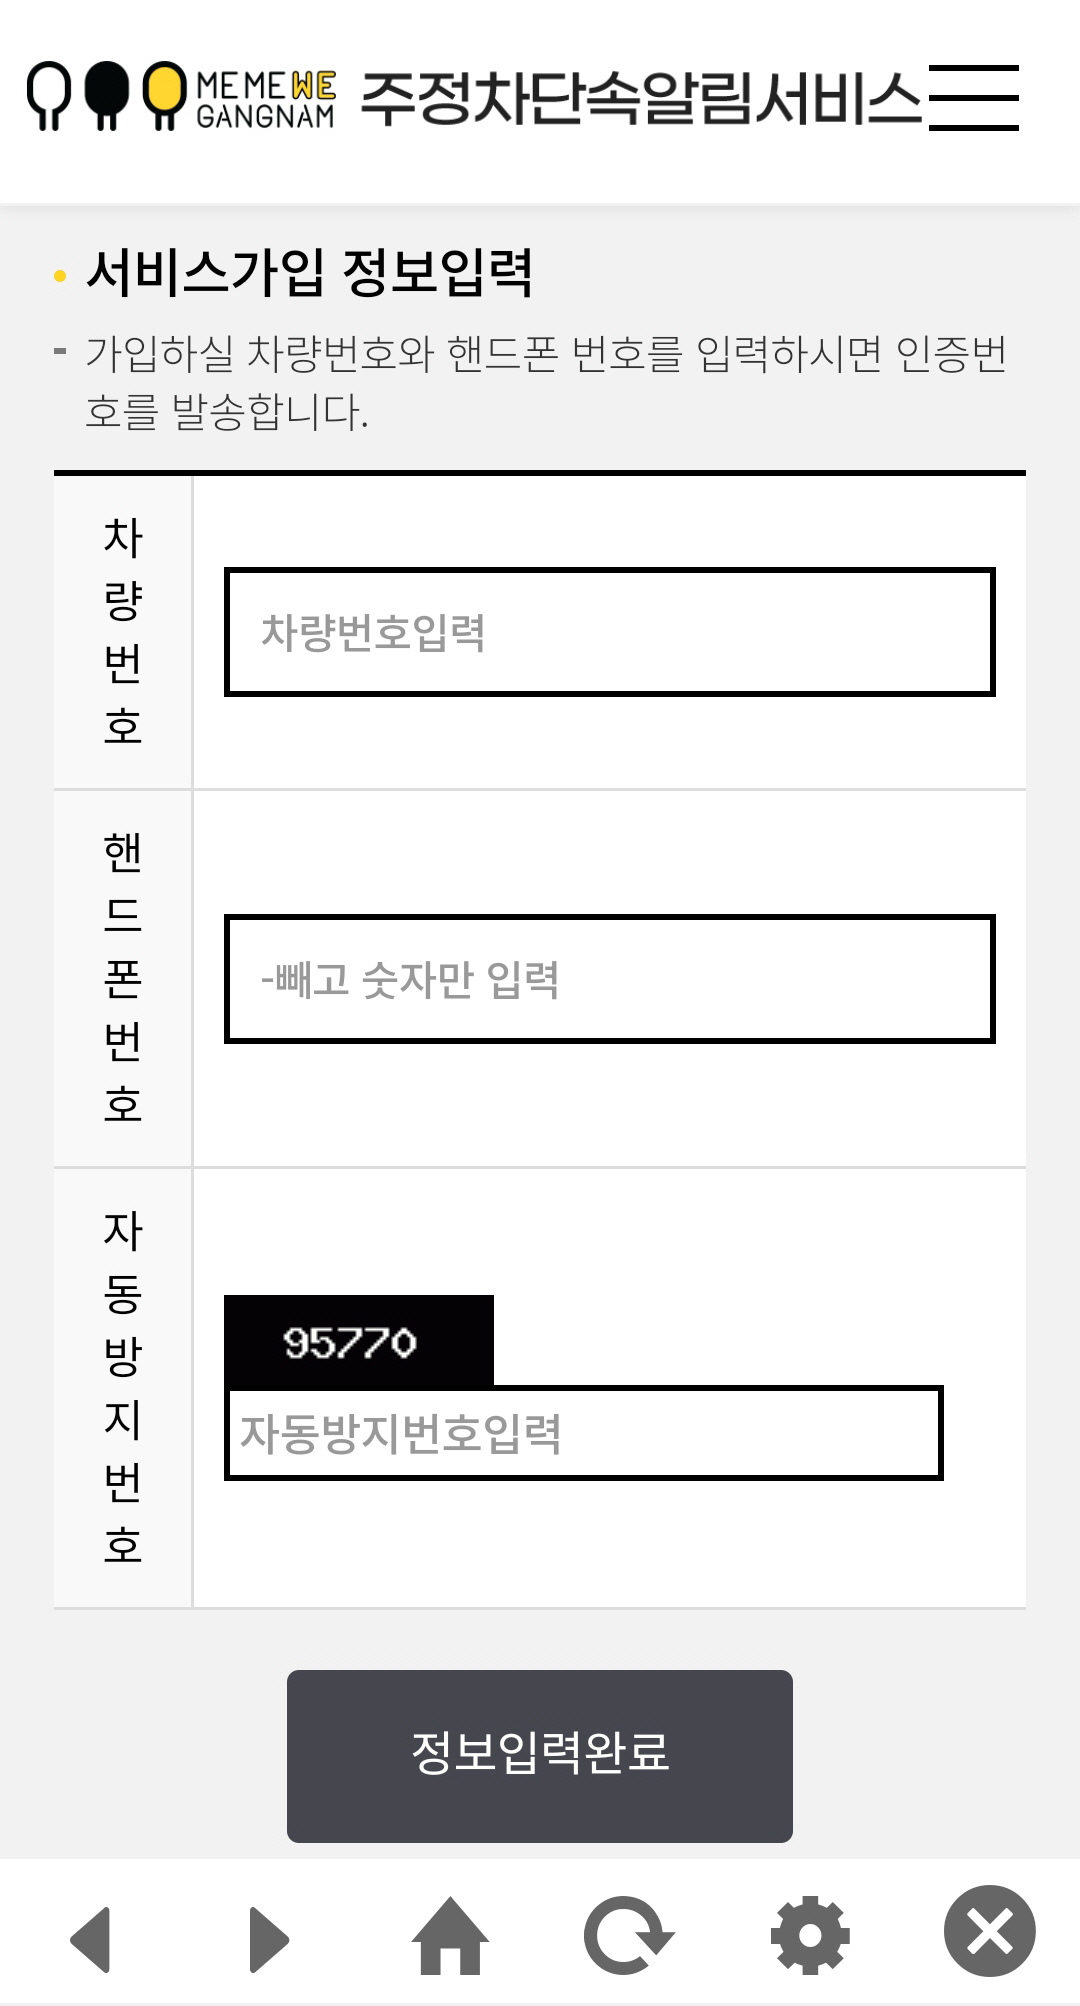 MEME WE
GANGNAM
주정차단속알림서비스
서비스가입 정보입력
- 가입하실 차량번호와 핸드폰 번호를 입력하시면 인증번
호를 발송합니다.
차
량
번
호
차량번호입력
핸
드
폰
번
호
-빼고 숫자만 입력
자
동
방
지
번
호
95770
자동방지번호입력
정보입력완료